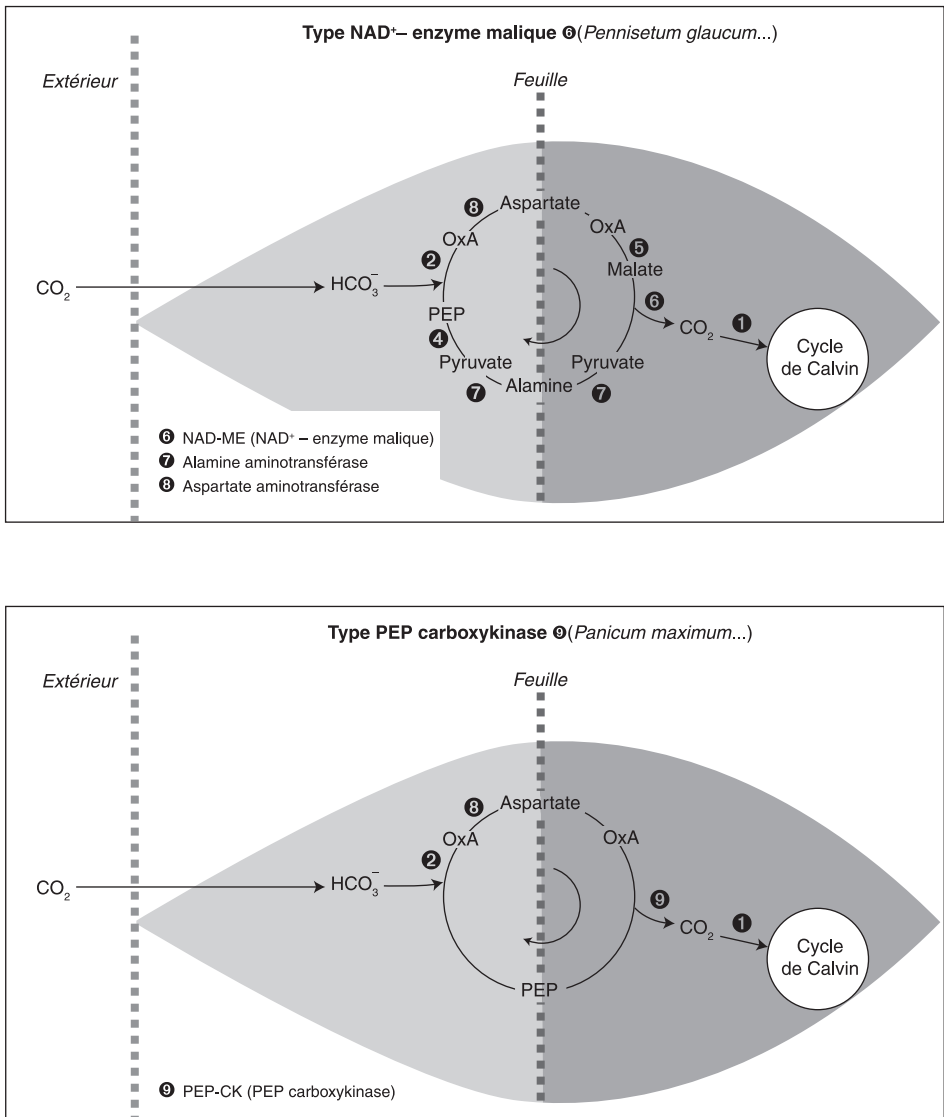 Type NAD⁺– enzyme malique ❻(Pennisetum glaucum...)
Extérieur
Feuille
❽ Aspartate
OxA OxA
❷ ❺
Malate
CO₂ HCO₃⁻ ❻
CO₂ ❶
PEP
❹
Cycle
de Calvin
Pyruvate Pyruvate
❼ Alamine ❼
❻ NAD-ME (NAD⁺ – enzyme malique)
❼ Alamine aminotransférase
❽ Aspartate aminotransférase
Type PEP carboxykinase ❾(Panicum maximum...)
Extérieur
Feuille
❽ Aspartate
OxA OxA
❷
CO₂ HCO₃⁻ ❾
CO₂ ❶
Cycle
de Calvin
PEP
❾ PEP-CK (PEP carboxykinase)